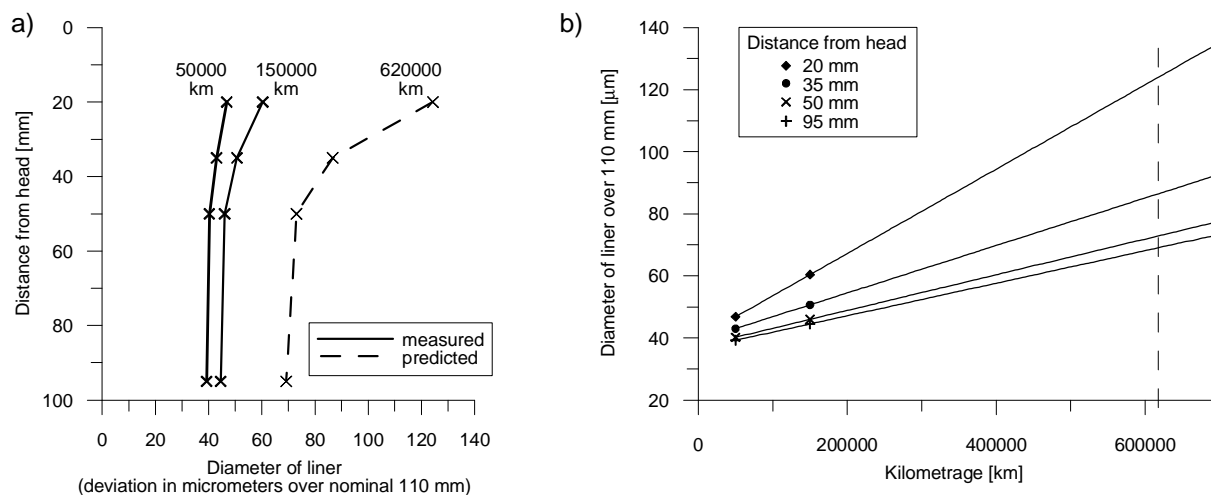 a)
0
20
40
60
80
100
Distance from head [mm]
50000
km
150000
km
620000
km
measured
predicted
0 20 40 60 80 100 120 140
Diameter of liner
(deviation in micrometers over nominal 110 mm)
b)
140
120
100
80
60
40
20
Diameter of liner over 110 mm [µm]
Distance from head
20 mm
35 mm
50 mm
95 mm
0 200000 400000 600000
Kilometrage [km]